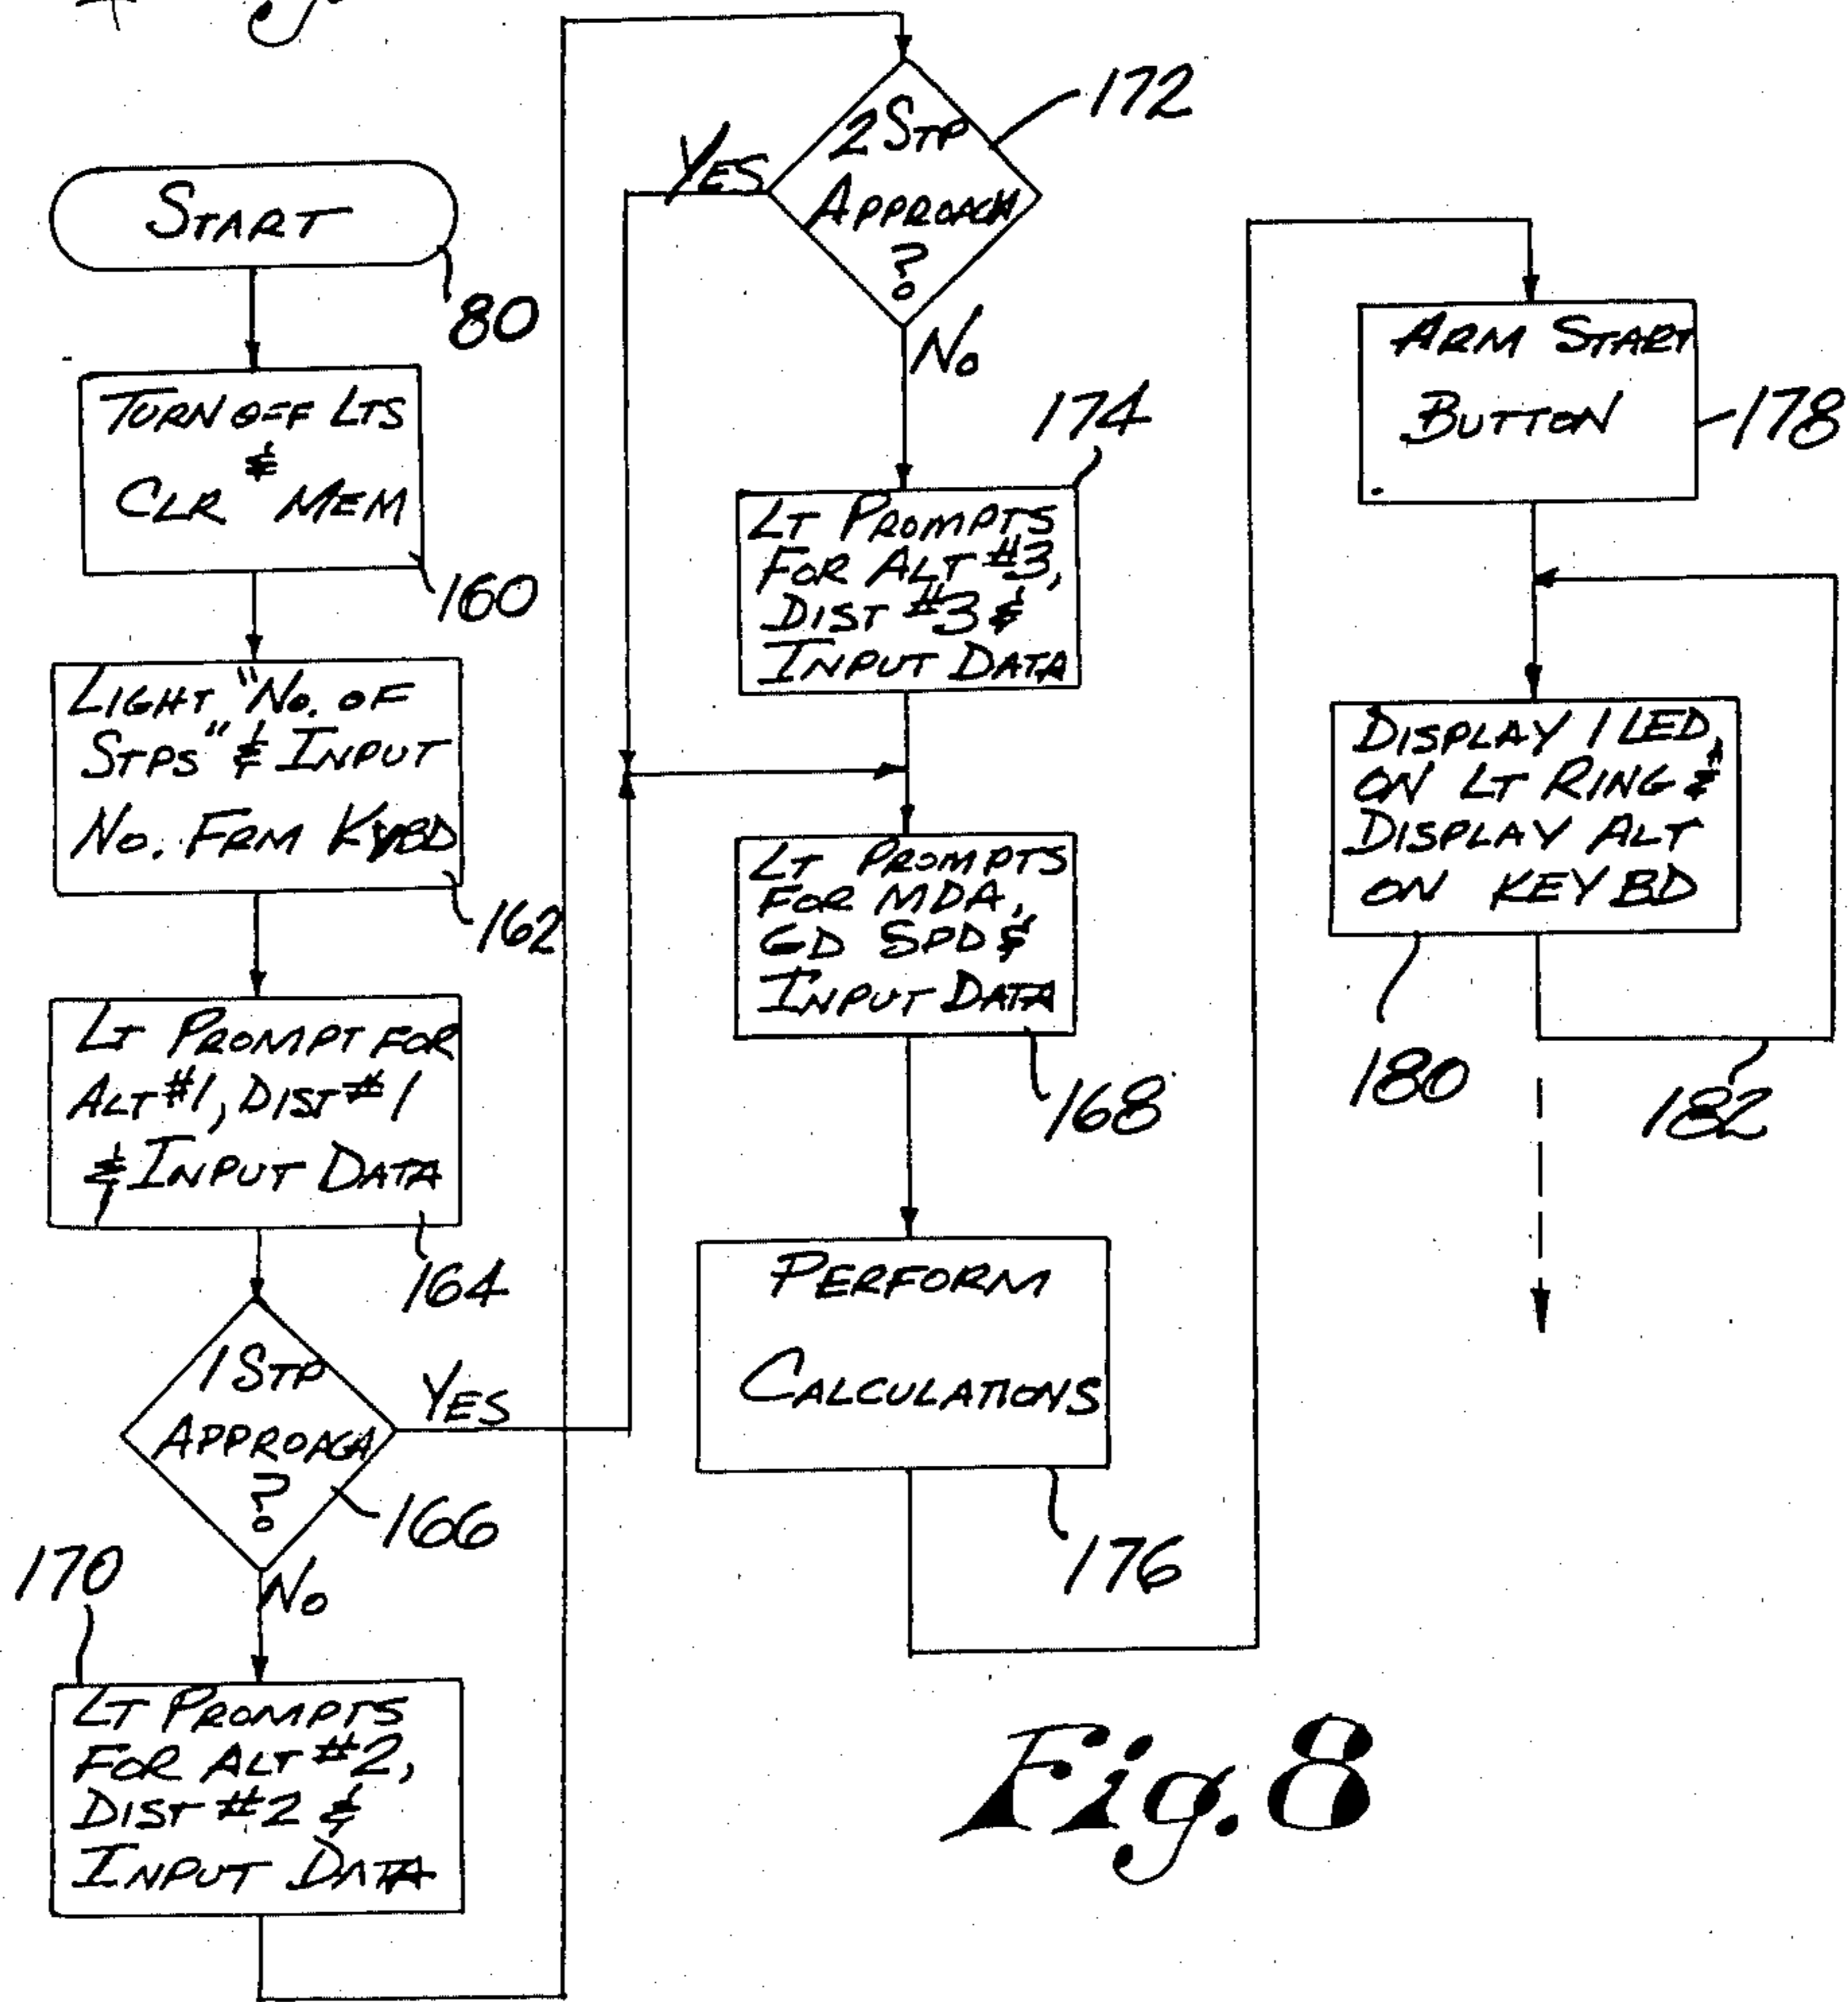 START
80
TURN OFF LTS
&
CLR MEM
160
LIGHT "NO. OF
STPS" & INPUT
NO. FRM KYBD
162
LT PROMPT FOR
ALT #1, DIST #1
& INPUT DATA
164
1 STP
APPROACH
?
166
YES
NO
170
LT PROMPTS
FOR ALT #2,
DIST #2 &
INPUT DATA
2 STP
APPROACH
?
172
YES
NO
174
LT PROMPTS
FOR ALT #3,
DIST #3 &
INPUT DATA
LT PROMPTS
FOR MDA,
GD SPD &
INPUT DATA
168
PERFORM
CALCULATIONS
176
ARM START
BUTTON
178
DISPLAY 1 LED,
ON LT RING &
DISPLAY ALT
ON KEYBD
180
182
Fig. 8